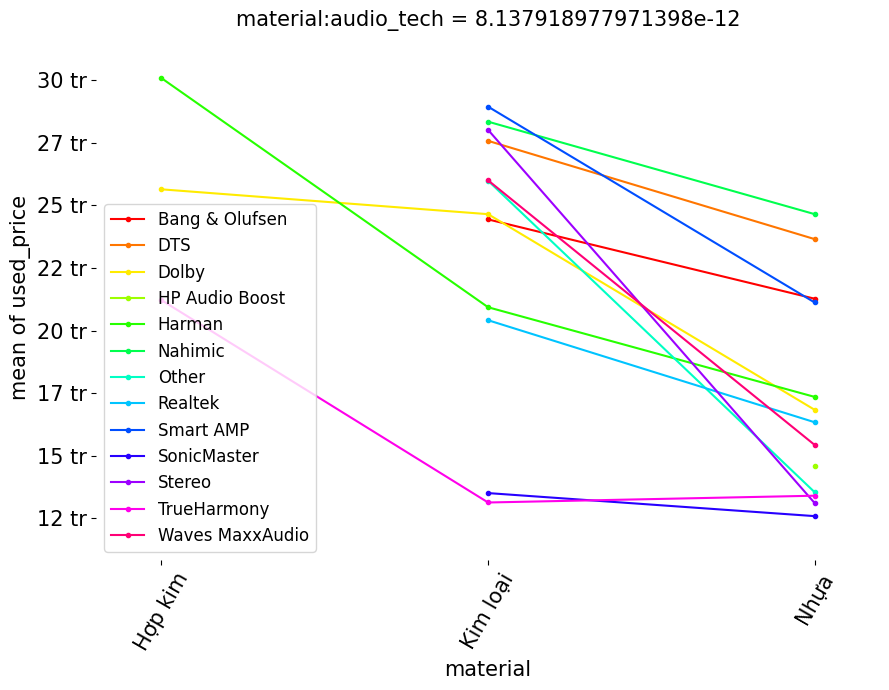 material:audio_tech = 8.137918977971398e-12
mean of used_price
30 tr
27 tr
25 tr
22 tr
20 tr
17 tr
15 tr
12 tr
Bang & Olufsen
DTS
Dolby
HP Audio Boost
Harman
Nahimic
Other
Realtek
Smart AMP
SonicMaster
Stereo
TrueHarmony
Waves MaxxAudio
Hợp kim
Kim loại
Nhựa
material